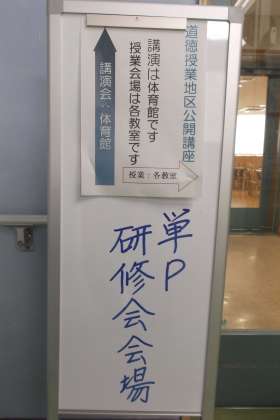 道徳授業地区公開講座
講演は体育館です
授業会場は各教室です
講演会：体育館
授業：各教室
単P
研修会会場